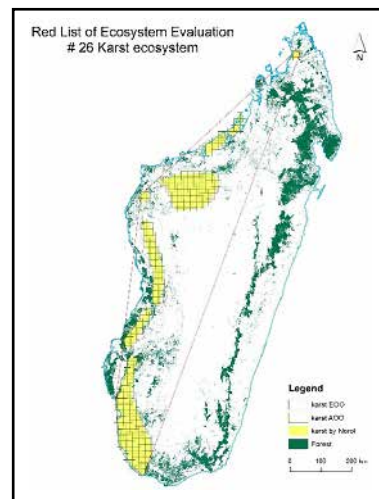 Red List of Ecosystem Evaluation
# 26 Karst ecosystem
N
Legend
karst EOO
karst AOO
karst by Morat
Forest
0 100 200 km